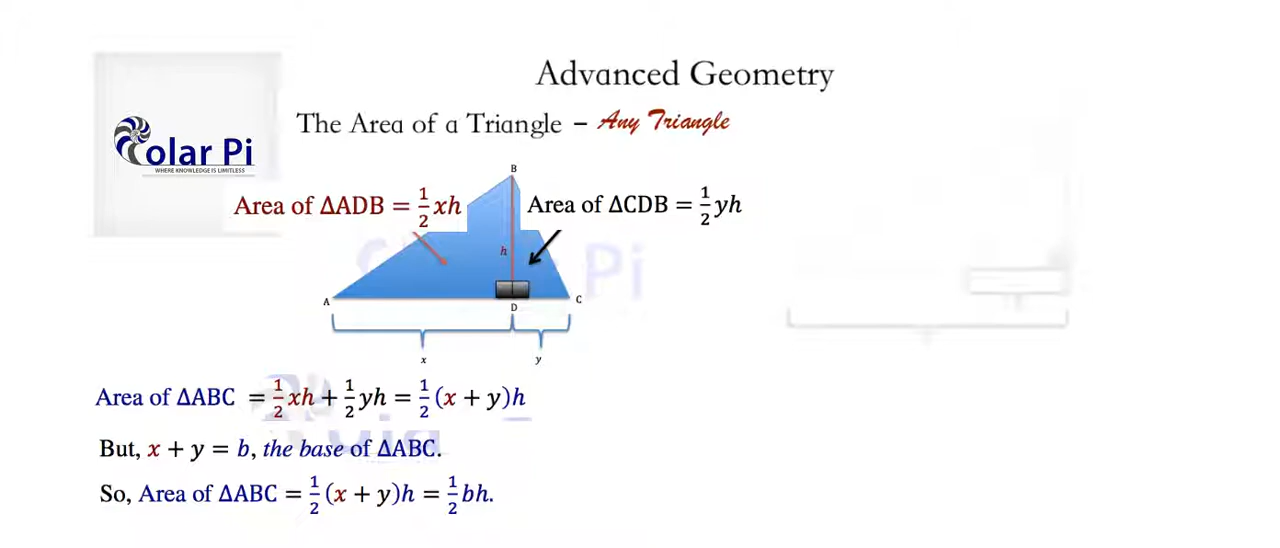 Advanced Geometry
The Area of a Triangle – Any Triangle
olar Pi
WHERE KNOWLEDGE IS LIMITLESS
B
Area of ΔADB = 1/2 xh
Area of ΔCDB = 1/2 yh
h
A
D
C
x
y
Area of ΔABC = 1/2 xh + 1/2 yh = 1/2 (x + y)h
But, x + y = b, the base of ΔABC.
So, Area of ΔABC = 1/2 (x + y)h = 1/2 bh.